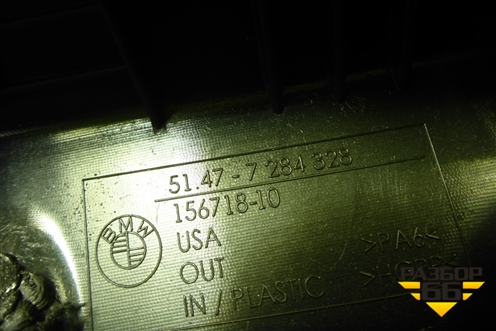 51.47-7 284 328
156718-10
BMW
USA
>PA6<
OUT
IN / PLASTIC
РАЗБОР
66